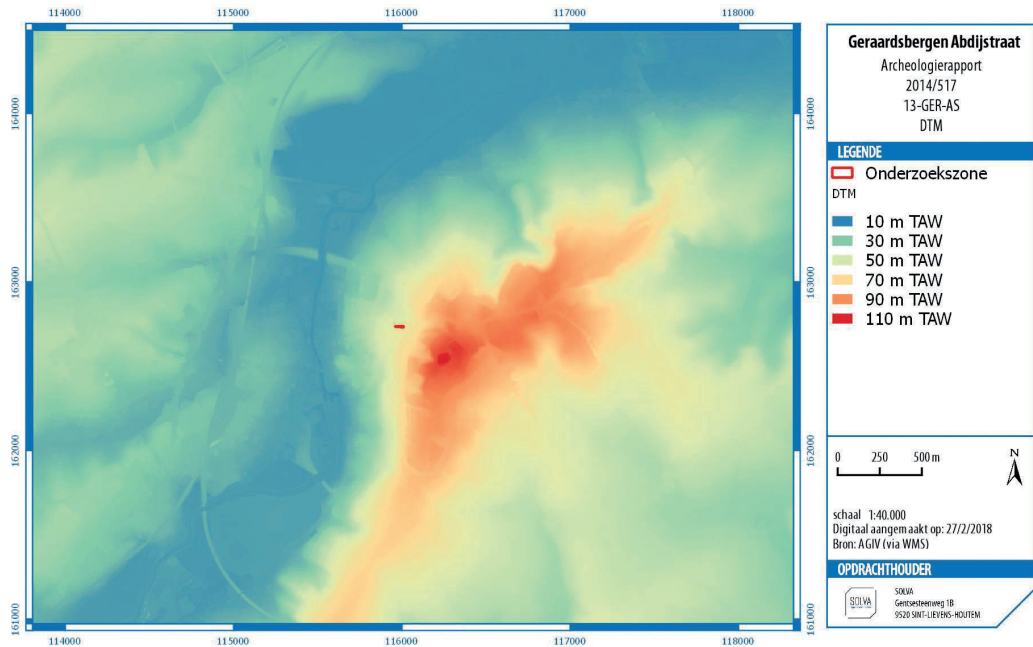 114000 115000 116000 117000 118000
164000
163000
162000
161000
164000
163000
162000
161000
114000 115000 116000 117000 118000
Geraardsbergen Abdijstraat
Archeologierapport
2014/517
13-GER-AS
DTM
LEGENDE
Onderzoekszone
DTM
10 m TAW
30 m TAW
50 m TAW
70 m TAW
90 m TAW
110 m TAW
0 250 500 m
N
schaal 1:40.000
Digitaal aangemaakt op: 27/2/2018
Bron: AGIV (via WMS)
OPDRACHTHOUDER
SOLVA
SOLVA
Gentsesteenweg 1B
9520 SINT-LIEVENS-HOUTEM